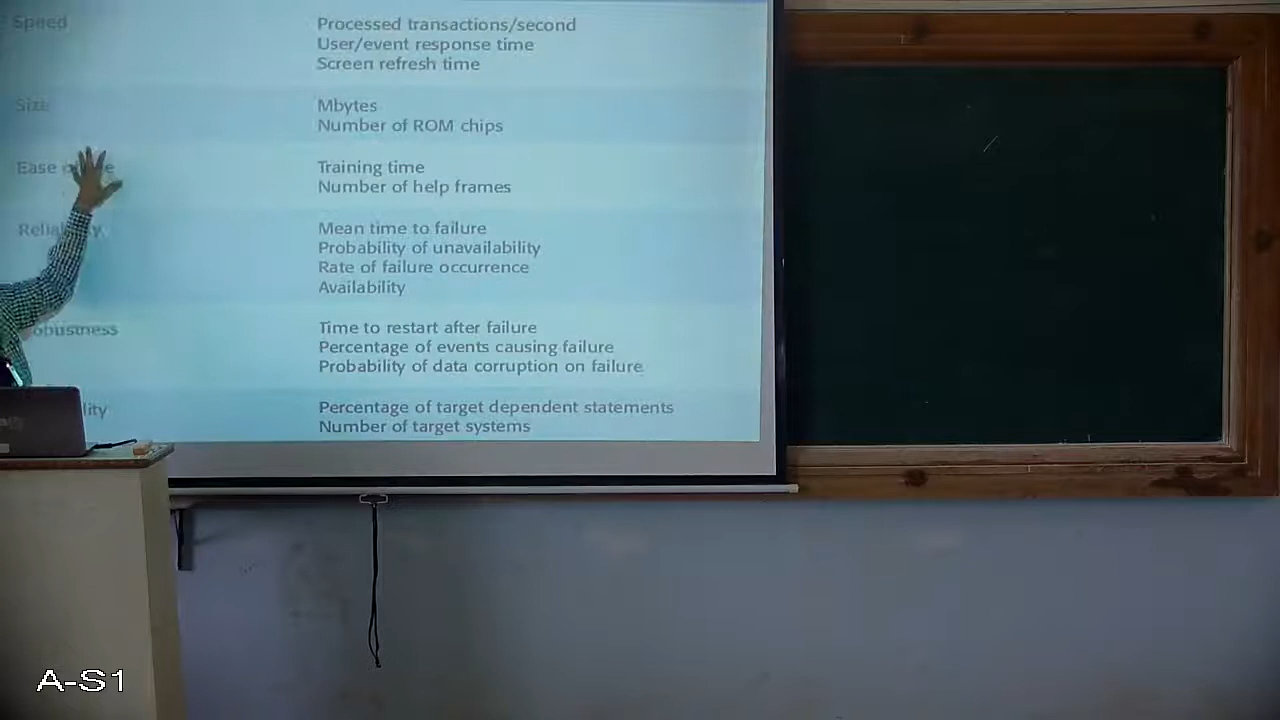 Speed Processed transactions/second
User/event response time
Screen refresh time
Size Mbytes
Number of ROM chips
Ease Training time
Number of help frames
Mean time to failure
Probability of unavailability
Rate of failure occurrence
Availability
obustness Time to restart after failure
Percentage of events causing failure
Probability of data corruption on failure
lity Percentage of target dependent statements
Number of target systems
A-S1